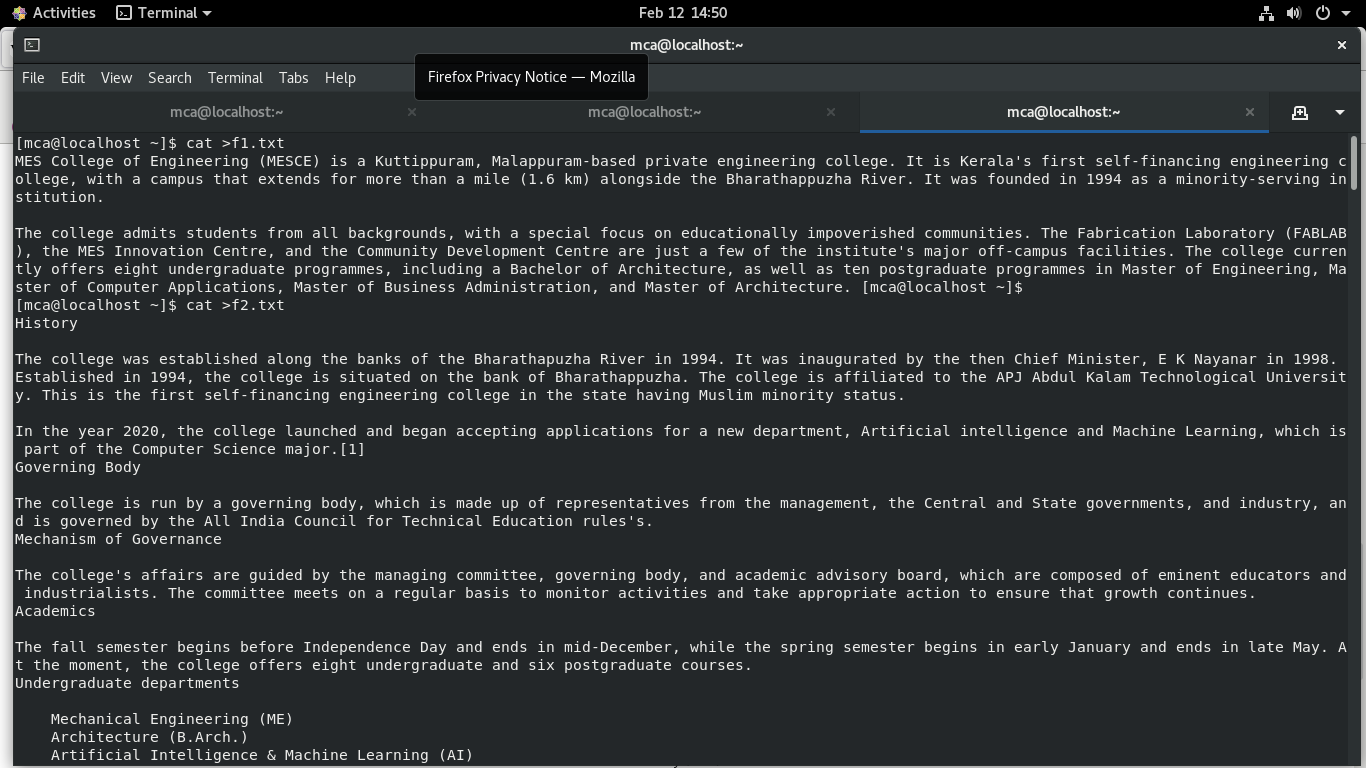 Activities Terminal Feb 12 14:50
mca@localhost:~
File Edit View Search Terminal Tabs Help
Firefox Privacy Notice — Mozilla
mca@localhost:~ mca@localhost:~ mca@localhost:~
[mca@localhost ~]$ cat >f1.txt
MES College of Engineering (MESCE) is a Kuttippuram, Malappuram-based private engineering college. It is Kerala's first self-financing engineering c
ollege, with a campus that extends for more than a mile (1.6 km) alongside the Bharathappuzha River. It was founded in 1994 as a minority-serving in
stitution.
The college admits students from all backgrounds, with a special focus on educationally impoverished communities. The Fabrication Laboratory (FABLAB
), the MES Innovation Centre, and the Community Development Centre are just a few of the institute's major off-campus facilities. The college curren
tly offers eight undergraduate programmes, including a Bachelor of Architecture, as well as ten postgraduate programmes in Master of Engineering, Ma
ster of Computer Applications, Master of Business Administration, and Master of Architecture. [mca@localhost ~]$
[mca@localhost ~]$ cat >f2.txt
History
The college was established along the banks of the Bharathapuzha River in 1994. It was inaugurated by the then Chief Minister, E K Nayanar in 1998.
Established in 1994, the college is situated on the bank of Bharathappuzha. The college is affiliated to the APJ Abdul Kalam Technological Universit
y. This is the first self-financing engineering college in the state having Muslim minority status.
In the year 2020, the college launched and began accepting applications for a new department, Artificial intelligence and Machine Learning, which is
part of the Computer Science major.[1]
Governing Body
The college is run by a governing body, which is made up of representatives from the management, the Central and State governments, and industry, an
d is governed by the All India Council for Technical Education rules's.
Mechanism of Governance
The college's affairs are guided by the managing committee, governing body, and academic advisory board, which are composed of eminent educators and
industrialists. The committee meets on a regular basis to monitor activities and take appropriate action to ensure that growth continues.
Academics
The fall semester begins before Independence Day and ends in mid-December, while the spring semester begins in early January and ends in late May. A
t the moment, the college offers eight undergraduate and six postgraduate courses.
Undergraduate departments
Mechanical Engineering (ME)
Architecture (B.Arch.)
Artificial Intelligence & Machine Learning (AI)